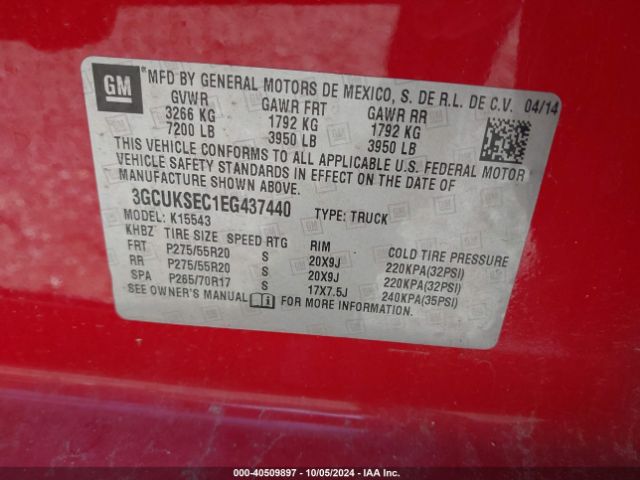 GM
*MFD BY GENERAL MOTORS DE MEXICO, S. DE R.L. DE C.V. 04/14
GVWR GAWR FRT GAWR RR
3266 KG 1792 KG 1792 KG
7200 LB 3950 LB 3950 LB
THIS VEHICLE CONFORMS TO ALL APPLICABLE U.S. FEDERAL MOTOR
VEHICLE SAFETY STANDARDS IN EFFECT ON THE DATE OF
MANUFACTURE SHOWN ABOVE.
3GCUKSEC1EG437440 TYPE: TRUCK
MODEL: K15543
KHBZ TIRE SIZE SPEED RTG RIM COLD TIRE PRESSURE
FRT P275/55R20 S 20X9J 220KPA(32PSI)
RR P275/55R20 S 20X9J 220KPA(32PSI)
SPA P265/70R17 S 17X7.5J 240KPA(35PSI)
SEE OWNER'S MANUAL FOR MORE INFORMATION.
000-40509897 - 10/05/2024 - IAA Inc.